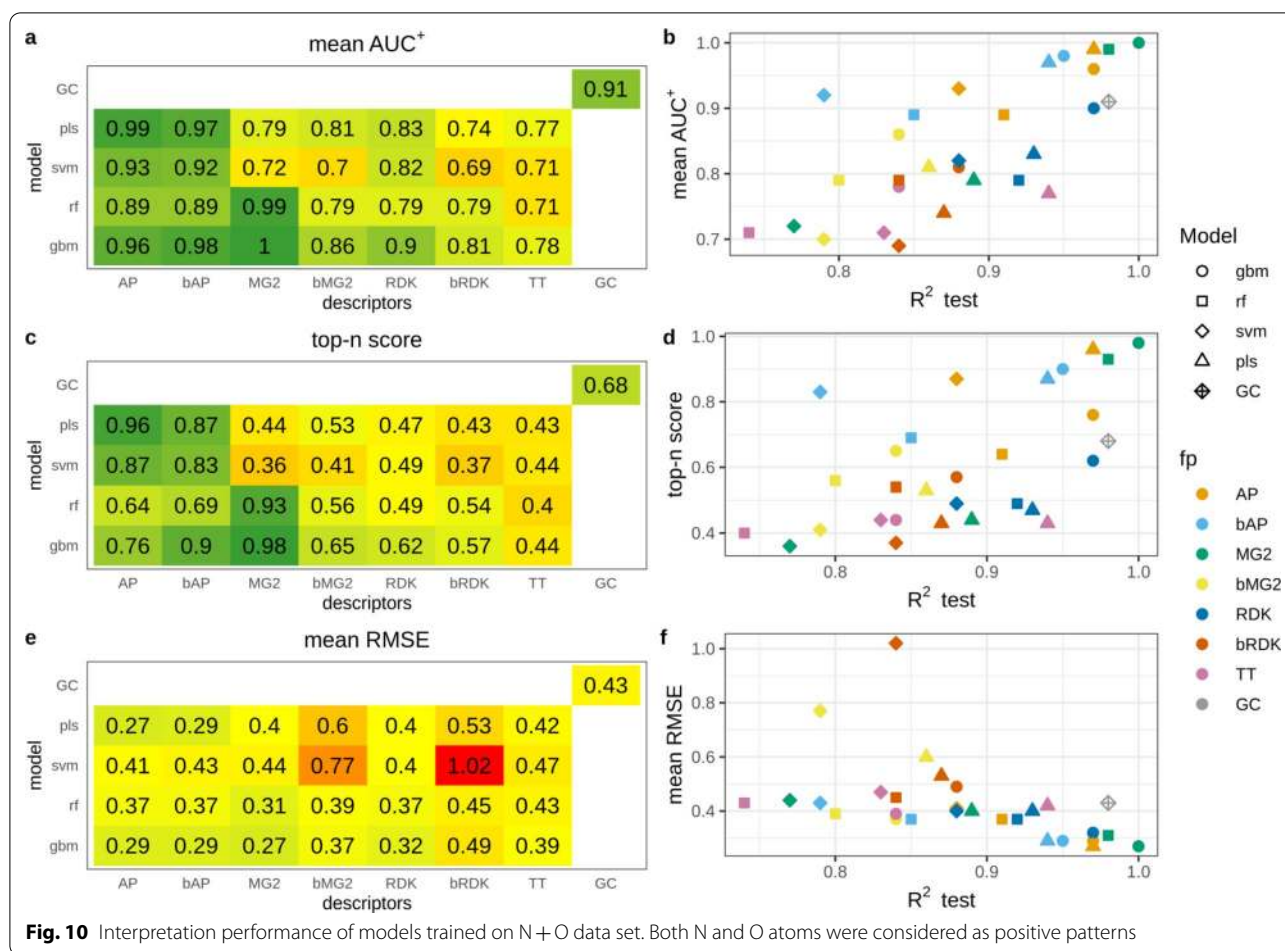 a
mean AUC+
GC
0.91
pls 0.99 0.97 0.79 0.81 0.83 0.74 0.77
svm 0.93 0.92 0.72 0.7 0.82 0.69 0.71
rf 0.89 0.89 0.99 0.79 0.79 0.79 0.71
gbm 0.96 0.98 1 0.86 0.9 0.81 0.78
model
AP bAP MG2 bMG2 RDK bRDK TT GC
descriptors
b
mean AUC+
1.0
0.9
0.8
0.7
0.8 0.9 1.0
R2 test
c
top-n score
GC
0.68
pls 0.96 0.87 0.44 0.53 0.47 0.43 0.43
svm 0.87 0.83 0.36 0.41 0.49 0.37 0.44
rf 0.64 0.69 0.93 0.56 0.49 0.54 0.4
gbm 0.76 0.9 0.98 0.65 0.62 0.57 0.44
model
AP bAP MG2 bMG2 RDK bRDK TT GC
descriptors
d
top-n score
1.0
0.8
0.6
0.4
0.8 0.9 1.0
R2 test
e
mean RMSE
GC
0.43
pls 0.27 0.29 0.4 0.6 0.4 0.53 0.42
svm 0.41 0.43 0.44 0.77 0.4 1.02 0.47
rf 0.37 0.37 0.31 0.39 0.37 0.45 0.43
gbm 0.29 0.29 0.27 0.37 0.32 0.49 0.39
model
AP bAP MG2 bMG2 RDK bRDK TT GC
descriptors
f
mean RMSE
1.0
0.8
0.6
0.4
0.8 0.9 1.0
R2 test
Model
gbm
rf
svm
pls
GC
fp
AP
bAP
MG2
bMG2
RDK
bRDK
TT
GC
Fig. 10 Interpretation performance of models trained on N + O data set. Both N and O atoms were considered as positive patterns